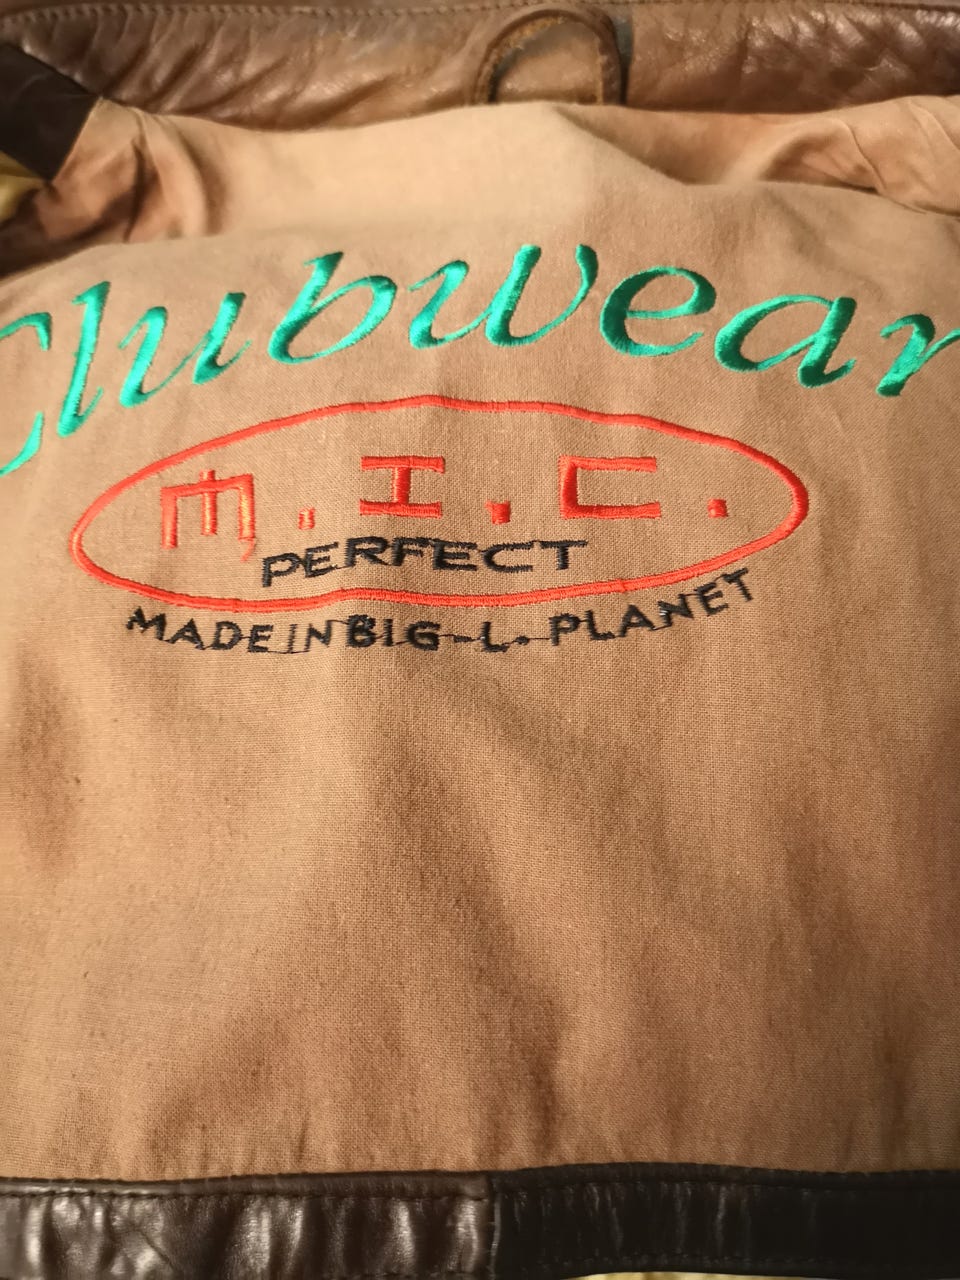 Clubwear
M.I.C.
PERFECT
MADE IN BIG-L. PLANET